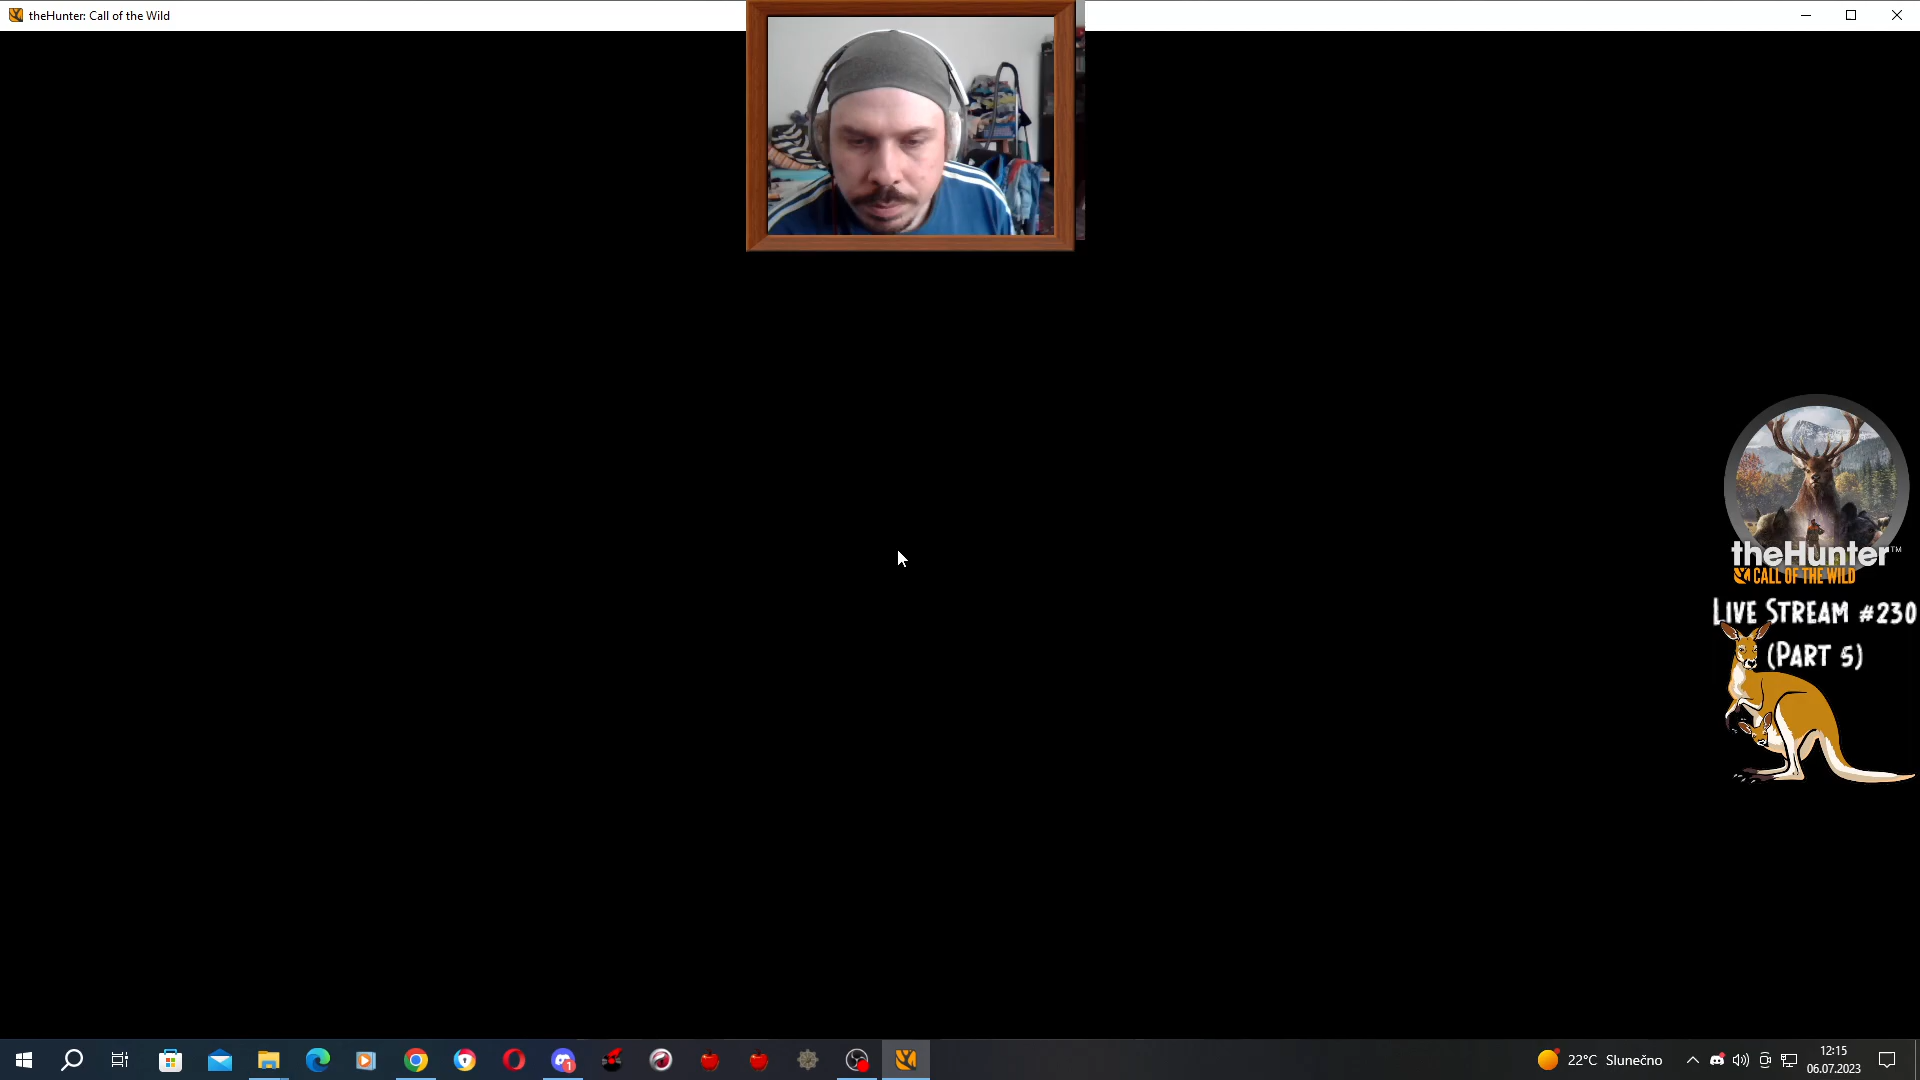 theHunter: Call of the Wild
theHunter™
CALL OF THE WILD
LIVE STREAM #230
(PART 5)
1
22°C Slunečno
12:15
06.07.2023